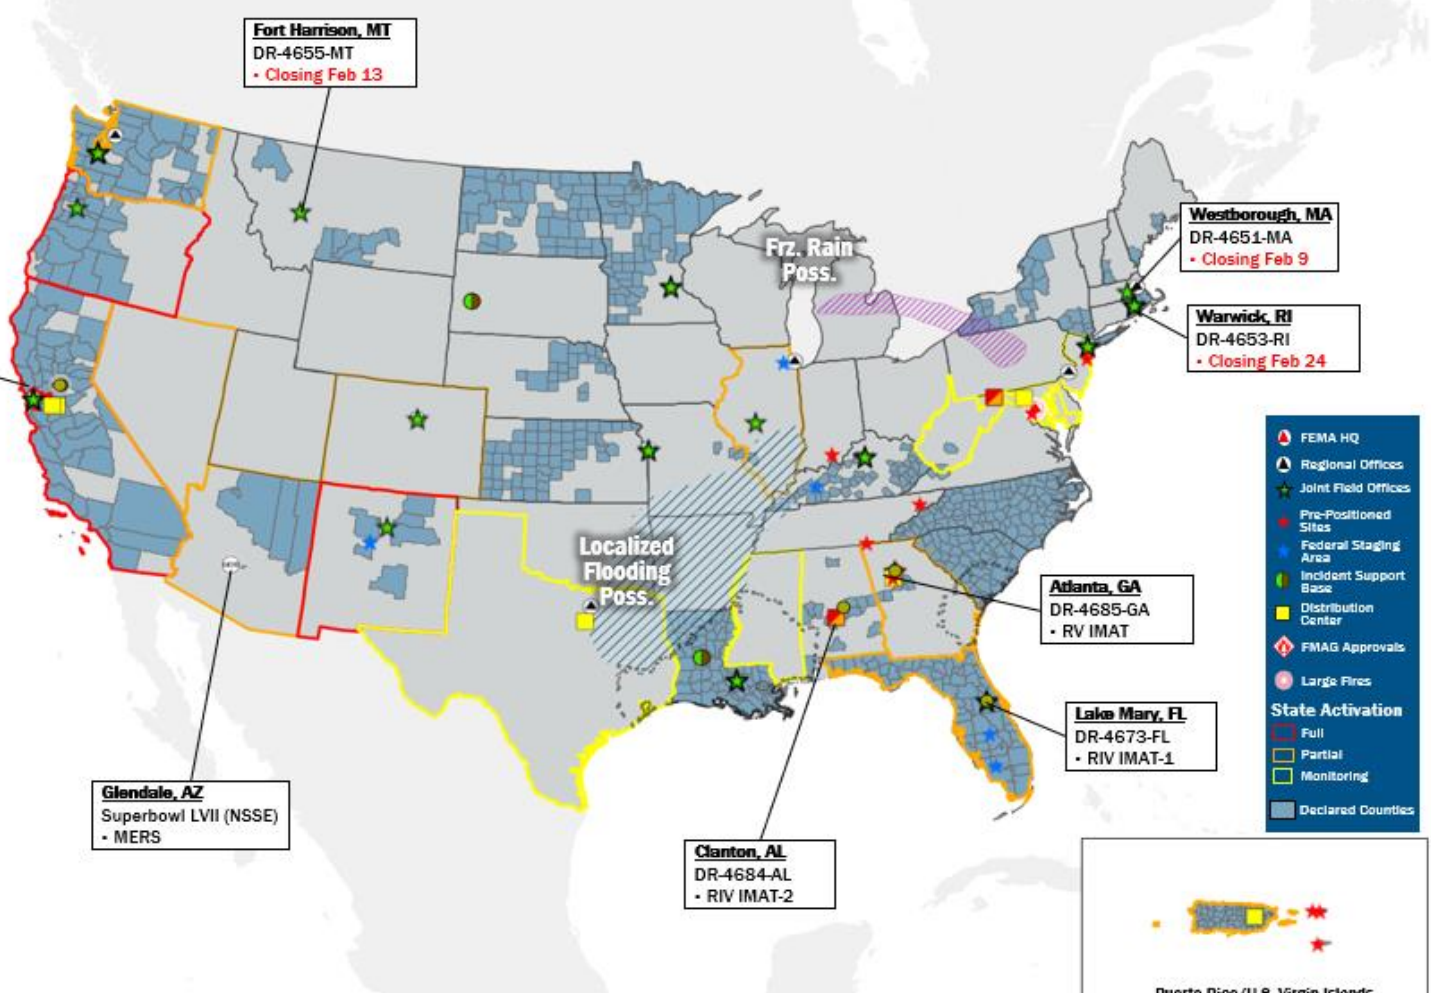 Fort Harrison, MT
DR-4655-MT
• Closing Feb 13
Westborough, MA
DR-4651-MA
• Closing Feb 9
Frz. Rain
Poss.
Warwick, RI
DR-4653-RI
• Closing Feb 24
FEMA HQ
Regional Offices
Joint Field Offices
Pre-Positioned
Sites
Federal Staging
Area
Incident Support
Base
Distribution
Center
FMAG Approvals
Large Fires
State Activation
Full
Partial
Monitoring
Declared Counties
Localized
Flooding
Poss.
Atlanta, GA
DR-4685-GA
• RV IMAT
Lake Mary, FL
DR-4673-FL
• RIV IMAT-1
Glendale, AZ
Superbowl LVII (NSSE)
• MERS
Clanton, AL
DR-4684-AL
• RIV IMAT-2
Puerto Rico/U.S. Virgin Islands